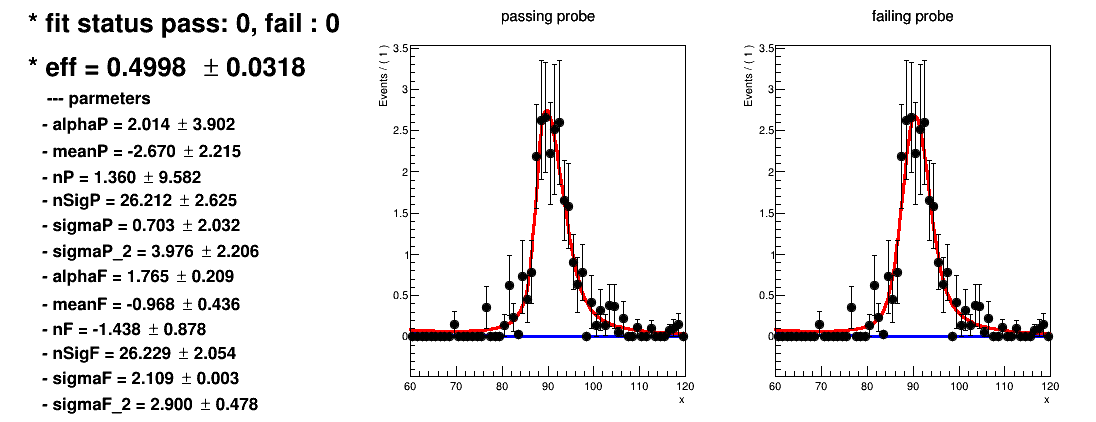 * fit status pass: 0, fail : 0
* eff = 0.4998 ± 0.0318
--- parmeters
- alphaP = 2.014 ± 3.902
- meanP = -2.670 ± 2.215
- nP = 1.360 ± 9.582
- nSigP = 26.212 ± 2.625
- sigmaP = 0.703 ± 2.032
- sigmaP_2 = 3.976 ± 2.206
- alphaF = 1.765 ± 0.209
- meanF = -0.968 ± 0.436
- nF = -1.438 ± 0.878
- nSigF = 26.229 ± 2.054
- sigmaF = 2.109 ± 0.003
- sigmaF_2 = 2.900 ± 0.478
passing probe
Events / ( 1 )
3.5
3
2.5
2
1.5
1
0.5
0
60 70 80 90 100 110 120
x
failing probe
Events / ( 1 )
3.5
3
2.5
2
1.5
1
0.5
0
60 70 80 90 100 110 120
x